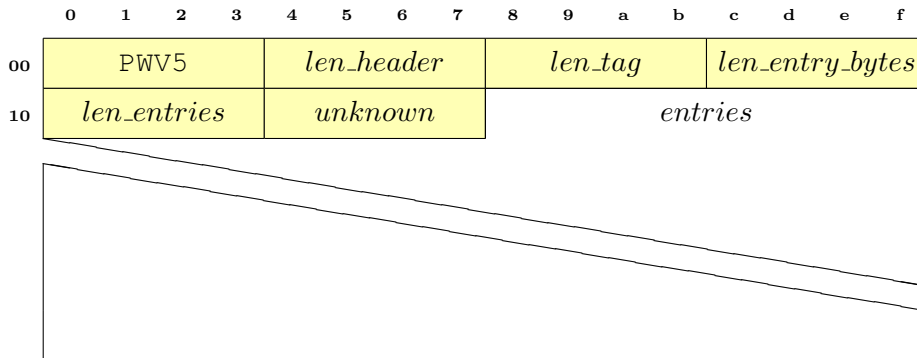 0 1 2 3 4 5 6 7 8 9 a b c d e f
00 PWV5 len_header len_tag len_entry_bytes
10 len_entries unknown entries